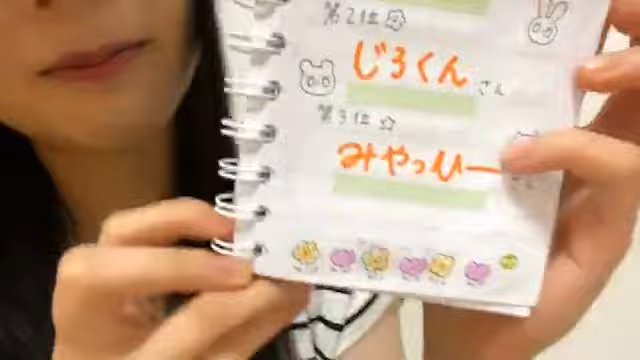 第2位
じろくん さん
第3位
みやっひー